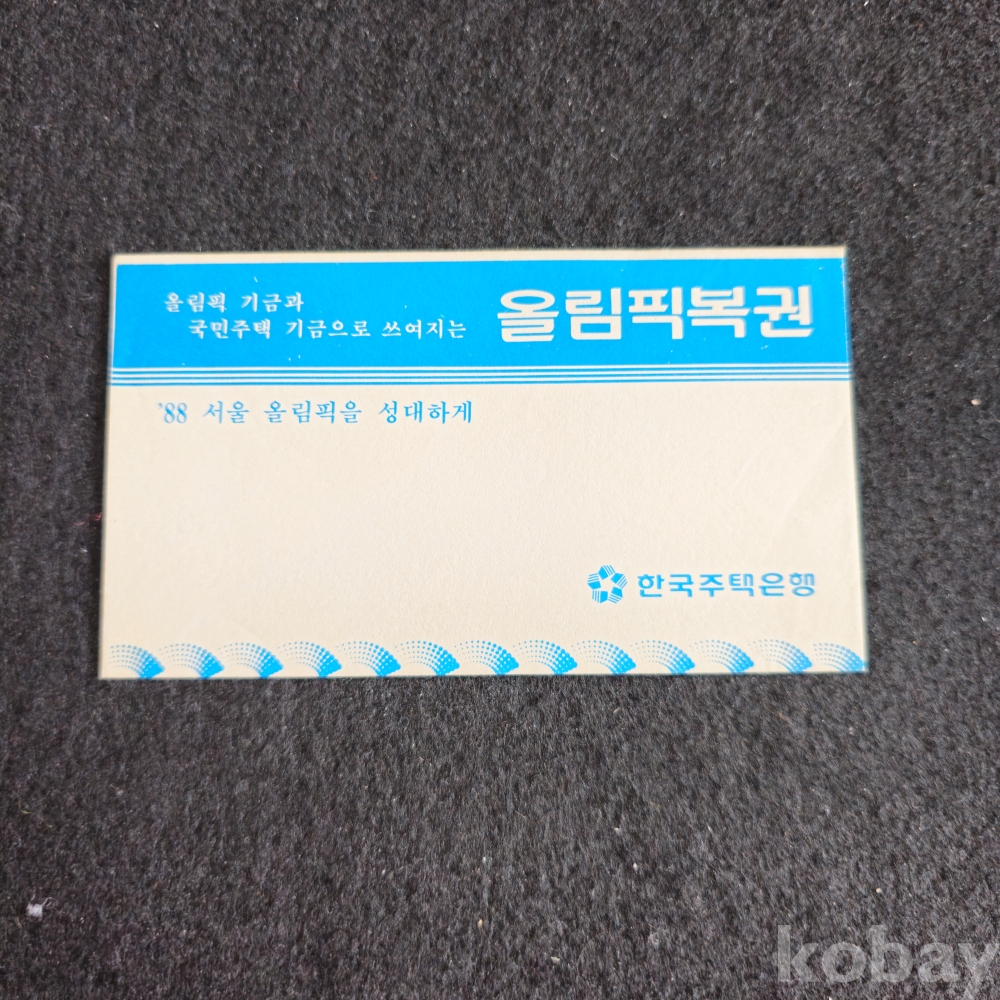 올림픽 기금과
국민주택 기금으로 쓰여지는
올림픽복권
'88 서울 올림픽을 성대하게
한국주택은행
kobay